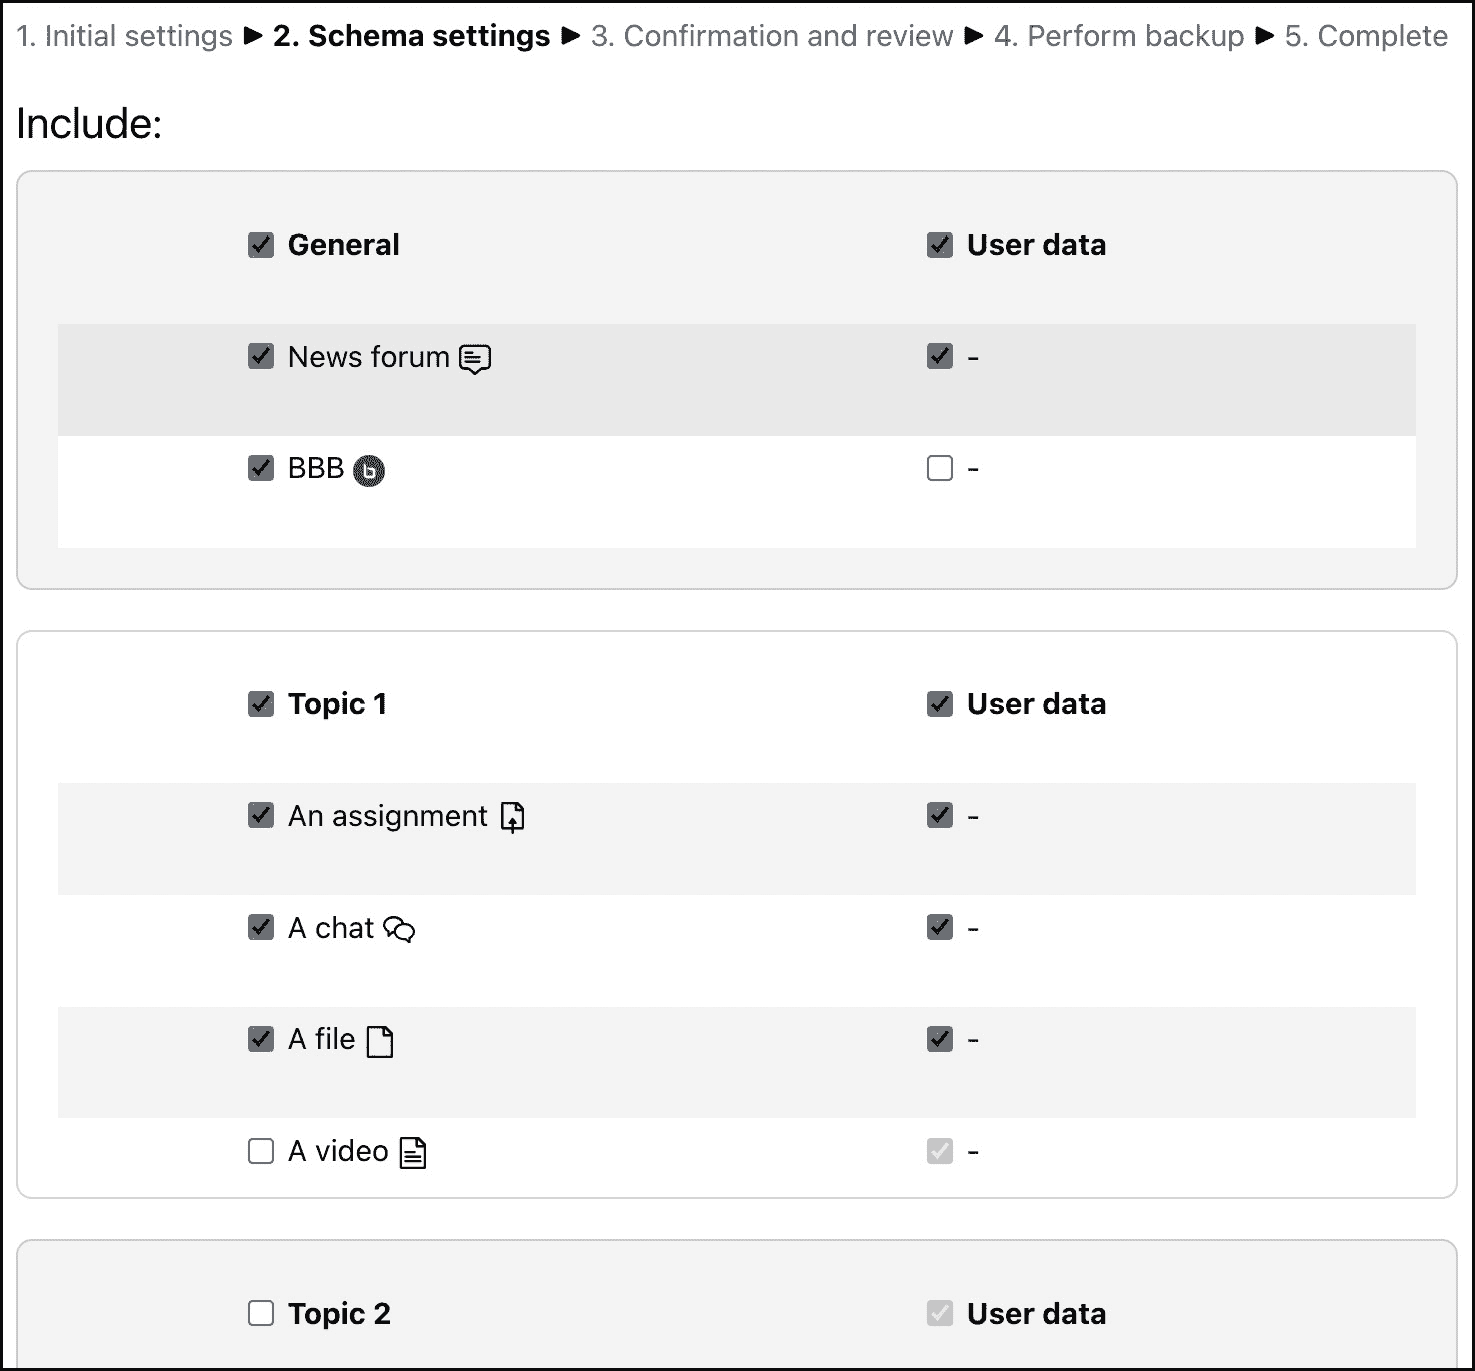 1. Initial settings ► 2. Schema settings ► 3. Confirmation and review ► 4. Perform backup ► 5. Complete
Include:
General User data
News forum -
BBB b -
Topic 1 User data
An assignment -
A chat -
A file -
A video -
Topic 2 User data